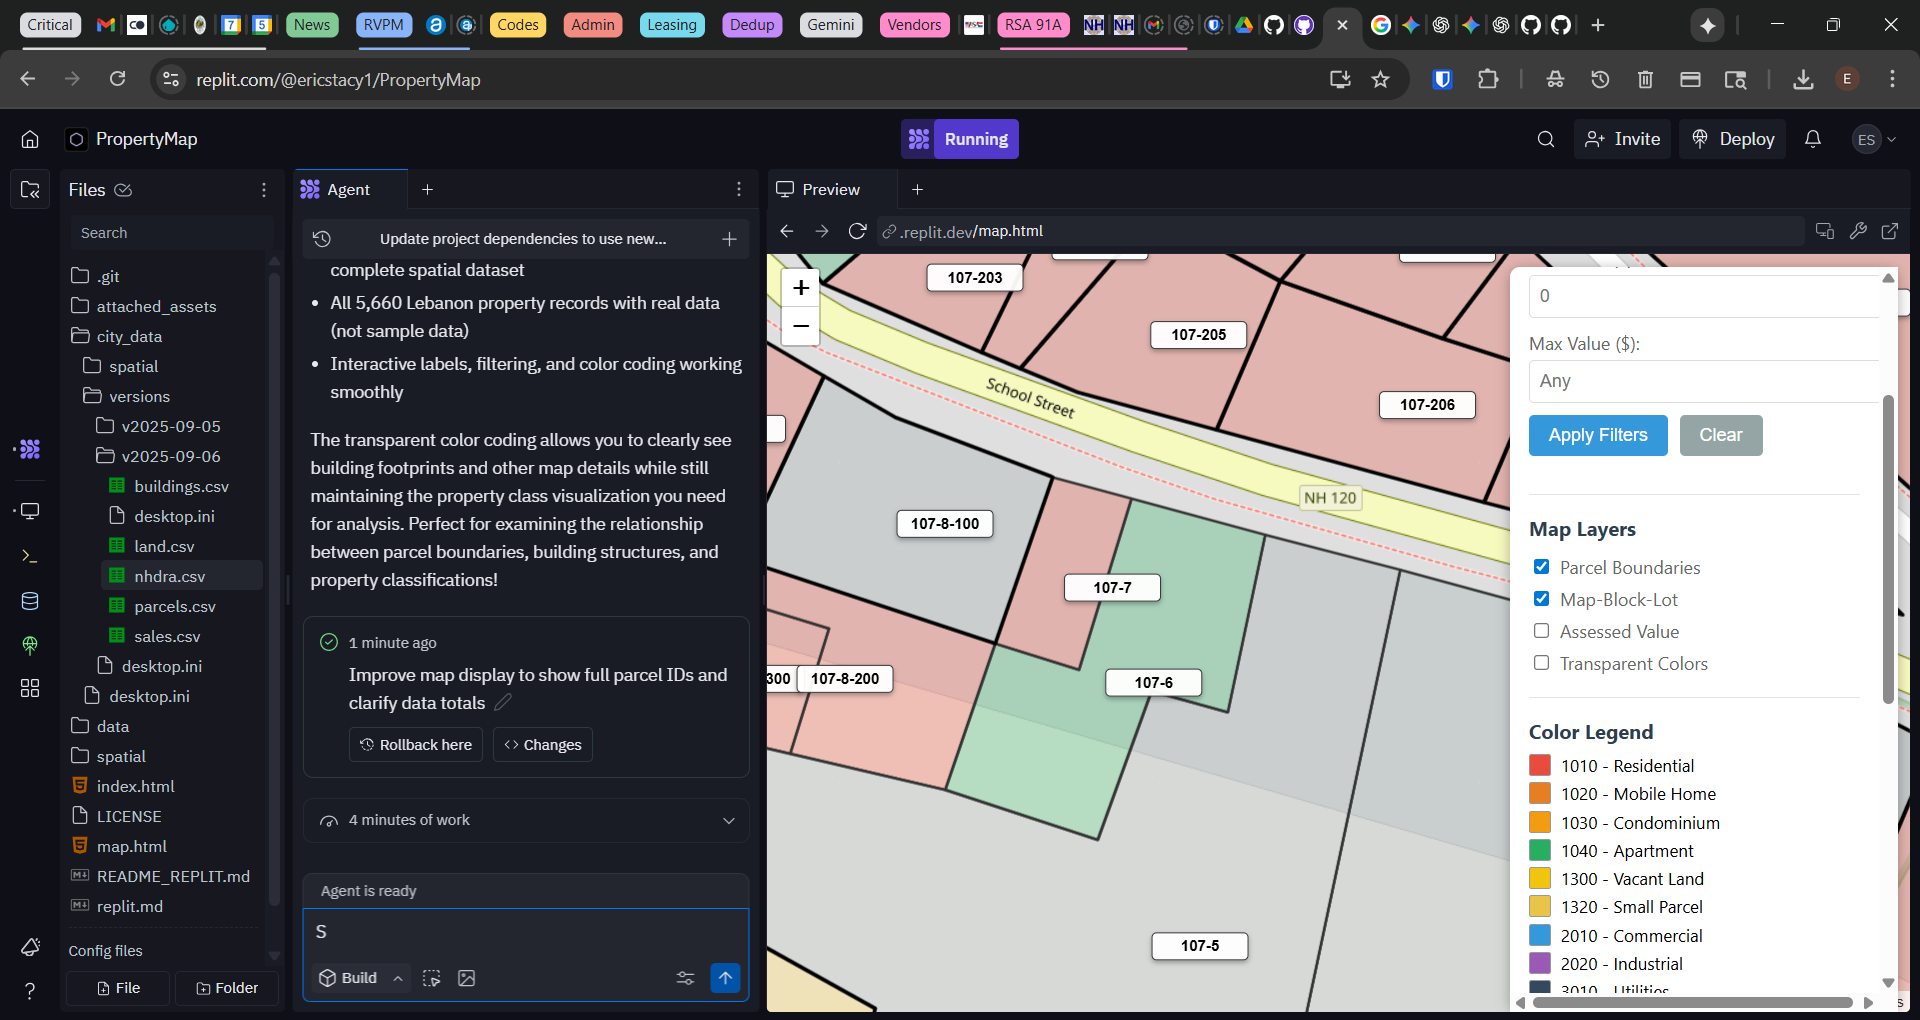 Critical
News
RVPM
Codes
Admin
Leasing
Dedup
Gemini
Vendors
RSA 91A
replit.com/@ericstacy1/PropertyMap
E
PropertyMap
Running
Invite
Deploy
ES
Files
Search
.git
attached_assets
city_data
spatial
versions
v2025-09-05
v2025-09-06
buildings.csv
desktop.ini
land.csv
nhdra.csv
parcels.csv
sales.csv
desktop.ini
desktop.ini
data
spatial
index.html
LICENSE
map.html
README_REPLIT.md
replit.md
Config files
File
Folder
Agent
Update project dependencies to use new...
complete spatial dataset
• All 5,660 Lebanon property records with real data
(not sample data)
• Interactive labels, filtering, and color coding working
smoothly
The transparent color coding allows you to clearly see
building footprints and other map details while still
maintaining the property class visualization you need
for analysis. Perfect for examining the relationship
between parcel boundaries, building structures, and
property classifications!
1 minute ago
Improve map display to show full parcel IDs and
clarify data totals
Rollback here
Changes
4 minutes of work
Agent is ready
S
Build
Preview
.replit.dev/map.html
+
−
107-203
107-205
107-206
School Street
NH 120
107-8-100
107-7
107-6
300
107-8-200
107-5
0
Max Value ($):
Any
Apply Filters
Clear
Map Layers
Parcel Boundaries
Map-Block-Lot
Assessed Value
Transparent Colors
Color Legend
1010 - Residential
1020 - Mobile Home
1030 - Condominium
1040 - Apartment
1300 - Vacant Land
1320 - Small Parcel
2010 - Commercial
2020 - Industrial
3010 - Utilities